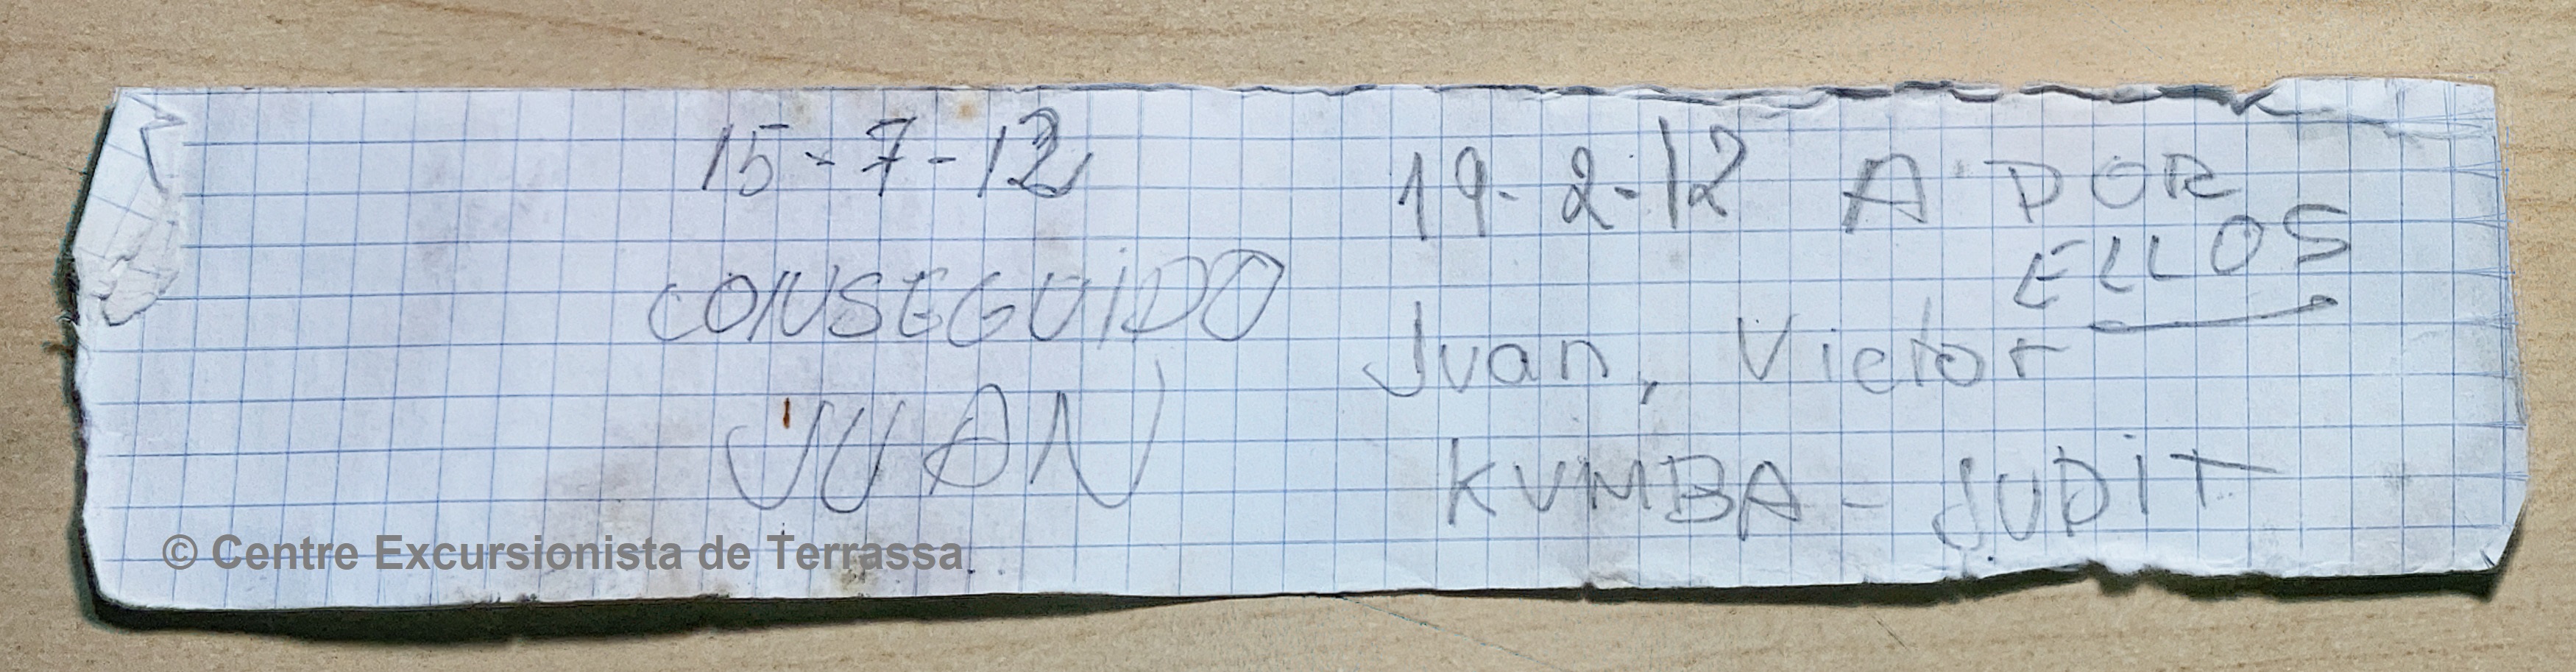 15-7-12
CONSEGUIDO
JUAN
19-2-12 A POR
ELLOS
Juan, Victor
KUMBA - JUDIT
© Centre Excursionista de Terrassa